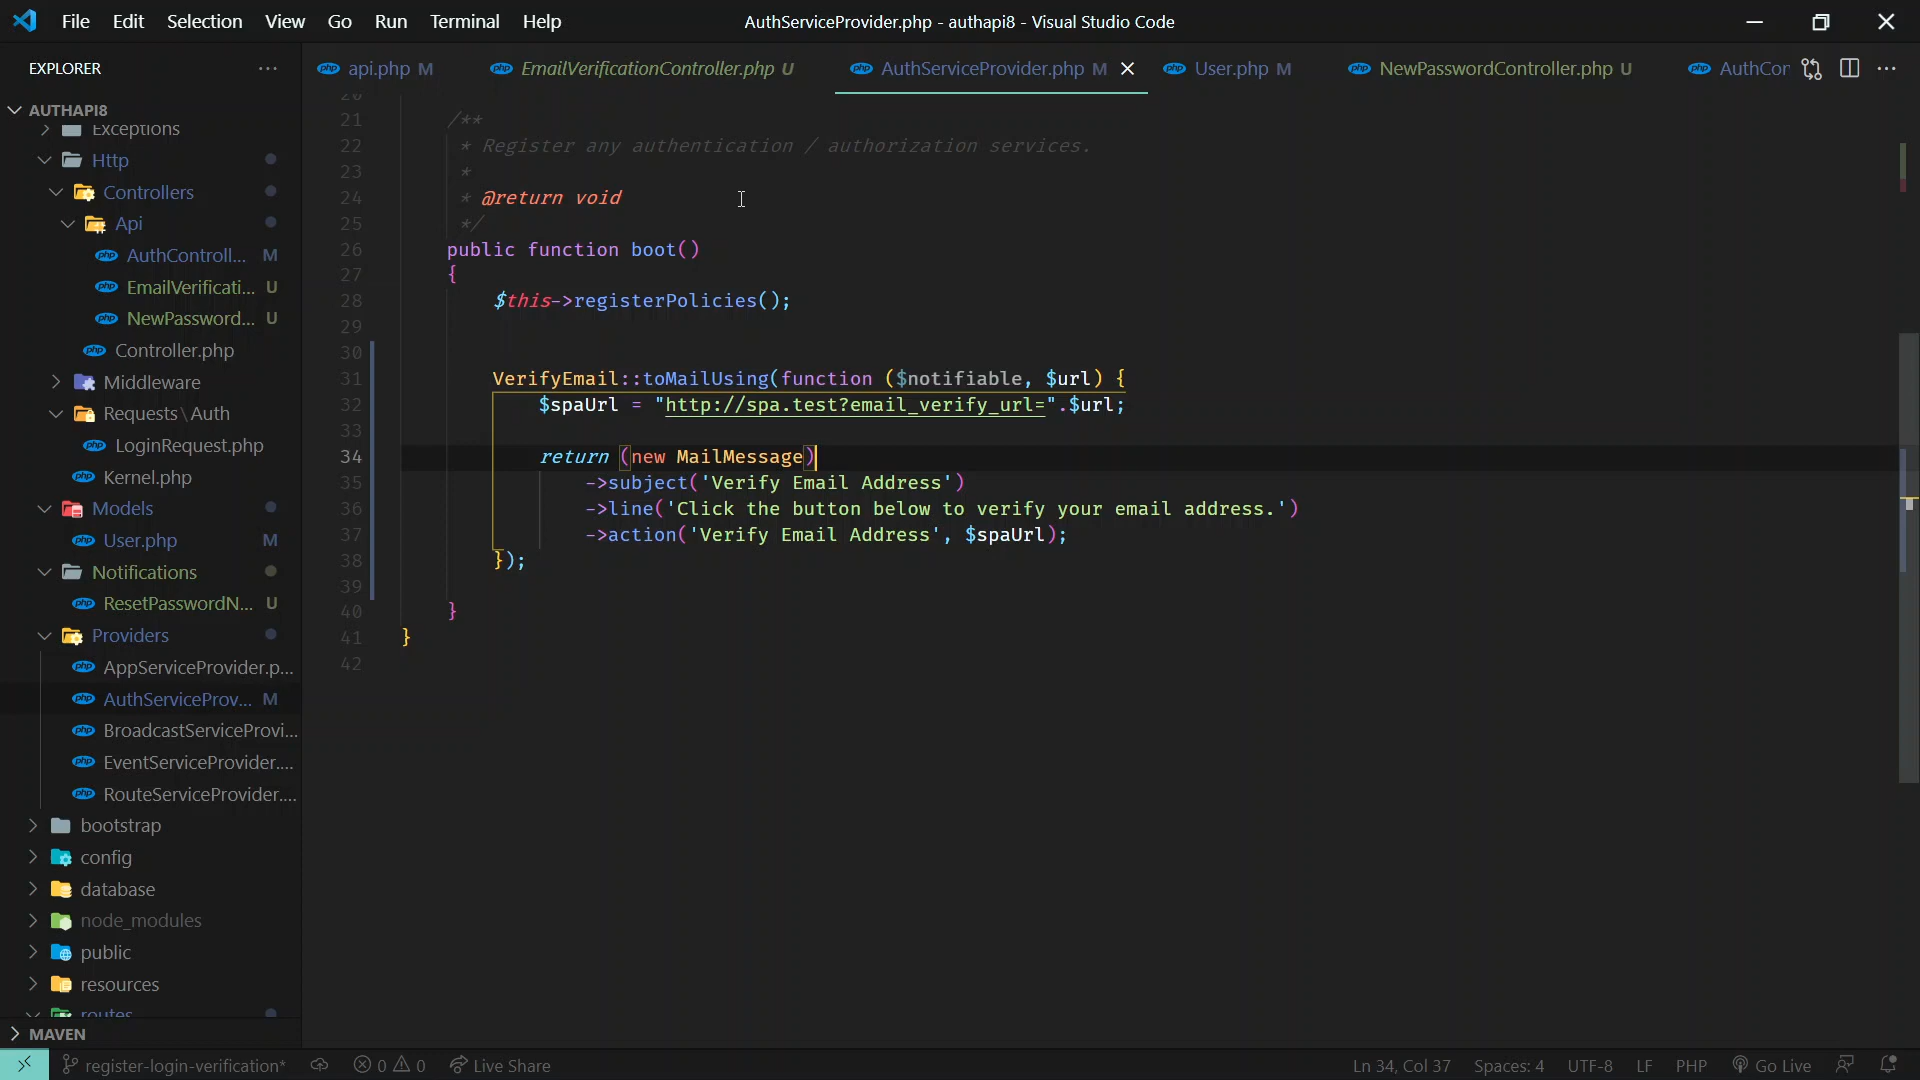 File Edit Selection View Go Run Terminal Help
AuthServiceProvider.php - authapi8 - Visual Studio Code
EXPLORER
api.php M
EmailVerificationController.php U
AuthServiceProvider.php M
User.php M
NewPasswordController.php U
AuthCor
AUTHAPI8
Exceptions
Http
Controllers
Api
AuthControll... M
EmailVerificati... U
NewPassword... U
Controller.php
Middleware
Requests\Auth
LoginRequest.php
Kernel.php
Models
User.php M
Notifications
ResetPasswordN... U
Providers
AppServiceProvider.p...
AuthServiceProv... M
BroadcastServiceProvi...
EventServiceProvider....
RouteServiceProvider....
bootstrap
config
database
node_modules
public
resources
routes
MAVEN
20
21 /**
22 * Register any authentication / authorization services.
23 *
24 * @return void
25 */
26 public function boot()
27 {
28 $this->registerPolicies();
29
30
31 VerifyEmail::toMailUsing(function ($notifiable, $url) {
32 $spaUrl = "http://spa.test?email_verify_url=".$url;
33
34 return (new MailMessage)
35 ->subject('Verify Email Address')
36 ->line('Click the button below to verify your email address.')
37 ->action('Verify Email Address', $spaUrl);
38 });
39
40 }
41 }
42
register-login-verification* 0 0 Live Share
Ln 34, Col 37 Spaces: 4 UTF-8 LF PHP Go Live